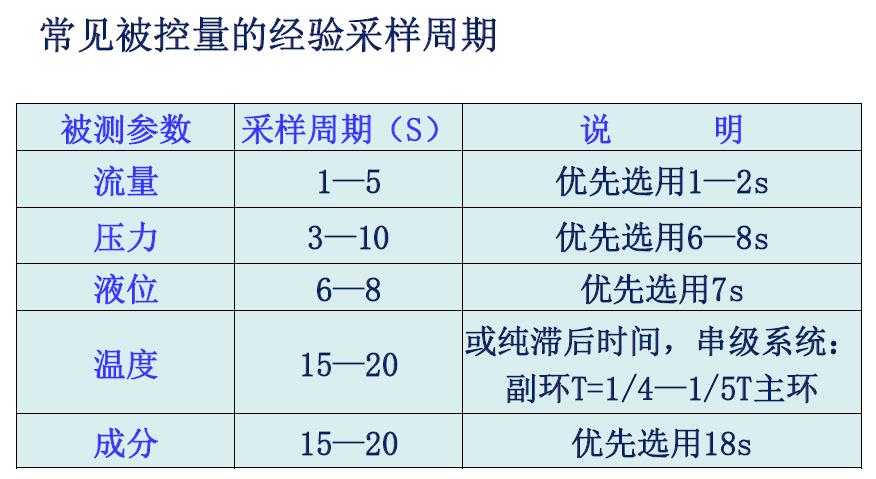 常见被控量的经验采样周期
被测参数 采样周期（S） 说 明
流量 1—5 优先选用1—2s
压力 3—10 优先选用6—8s
液位 6—8 优先选用7s
温度 15—20 或纯滞后时间，串级系统：
副环T=1/4—1/5T主环
成分 15—20 优先选用18s